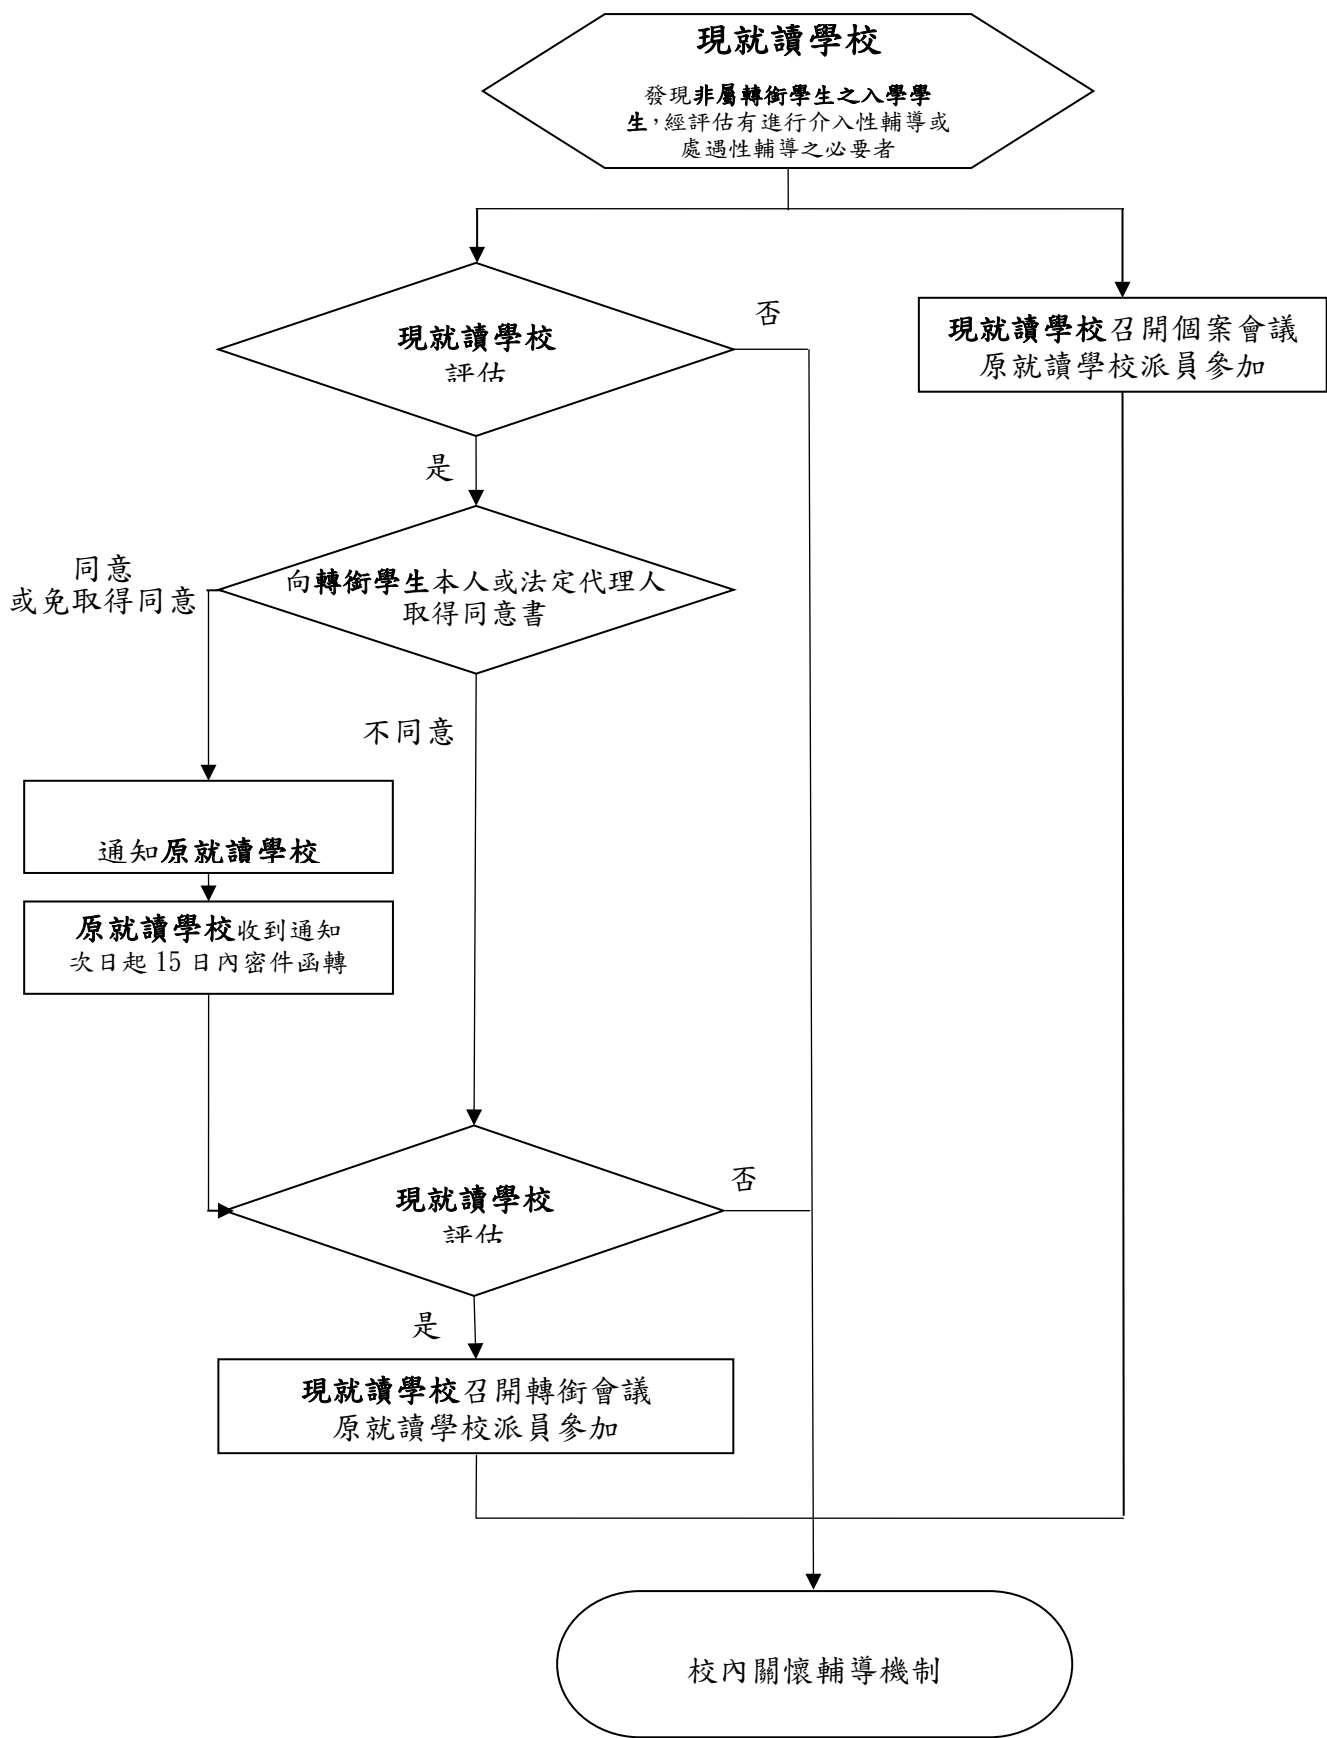 現就讀學校
發現非屬轉銜學生之入學學
生，經評估有進行介入性輔導或
處遇性輔導之必要者
否
現就讀學校
評估
現就讀學校召開個案會議
原就讀學校派員參加
是
同意
或免取得同意
向轉銜學生本人或法定代理人
取得同意書
不同意
通知原就讀學校
原就讀學校收到通知
次日起 15 日內密件函轉
否
現就讀學校
評估
是
現就讀學校召開轉銜會議
原就讀學校派員參加
校內關懷輔導機制